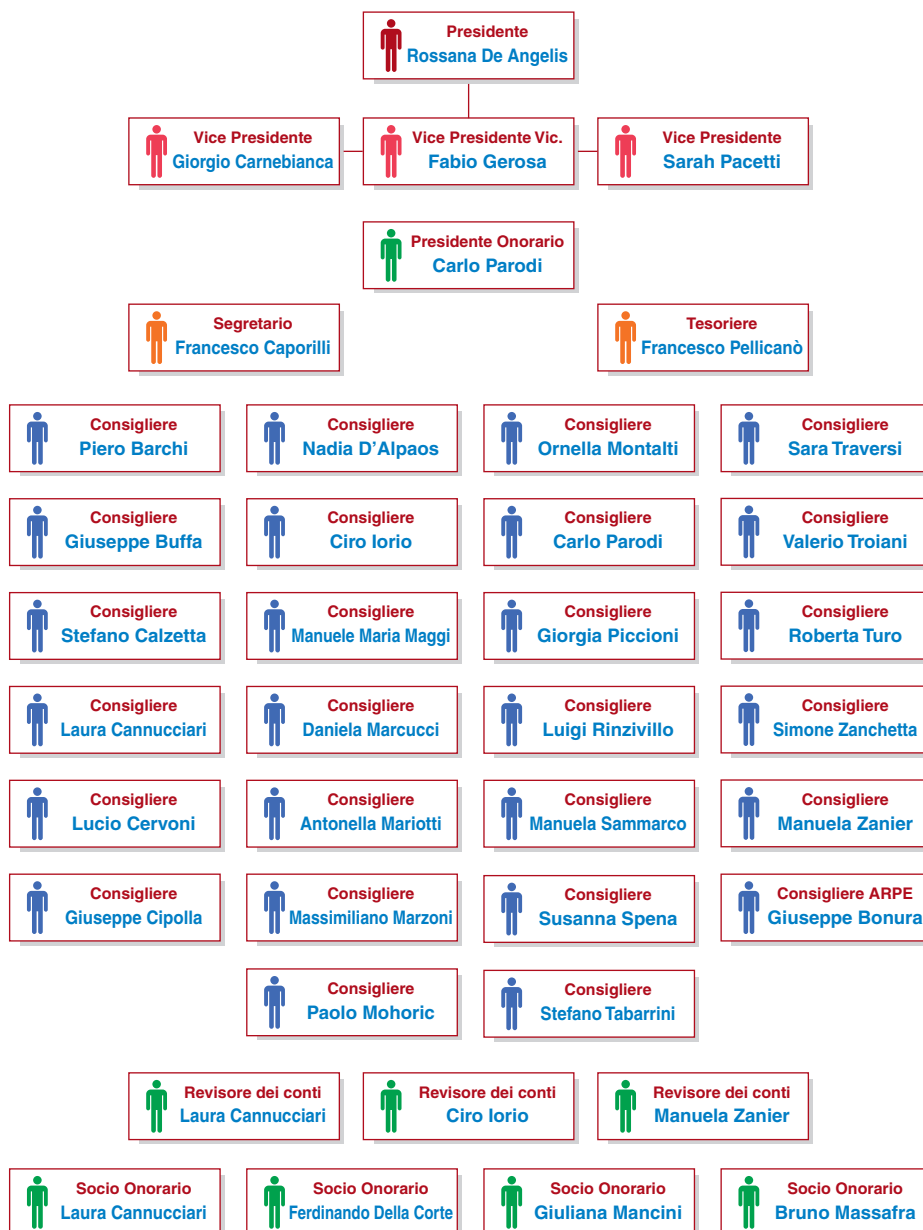 Presidente
Rossana De Angelis
Vice Presidente
Giorgio Carnebianca
Vice Presidente Vic.
Fabio Gerosa
Vice Presidente
Sarah Pacetti
Presidente Onorario
Carlo Parodi
Segretario
Francesco Caporilli
Tesoriere
Francesco Pellicanò
Consigliere
Piero Barchi
Consigliere
Nadia D'Alpaos
Consigliere
Ornella Montalti
Consigliere
Sara Traversi
Consigliere
Giuseppe Buffa
Consigliere
Ciro Iorio
Consigliere
Carlo Parodi
Consigliere
Valerio Troiani
Consigliere
Stefano Calzetta
Consigliere
Manuele Maria Maggi
Consigliere
Giorgia Piccioni
Consigliere
Roberta Turo
Consigliere
Laura Cannucciari
Consigliere
Daniela Marcucci
Consigliere
Luigi Rinzivillo
Consigliere
Simone Zanchetta
Consigliere
Lucio Cervoni
Consigliere
Antonella Mariotti
Consigliere
Manuela Sammarco
Consigliere
Manuela Zanier
Consigliere
Giuseppe Cipolla
Consigliere
Massimiliano Marzoni
Consigliere
Susanna Spena
Consigliere ARPE
Giuseppe Bonura
Consigliere
Paolo Mohoric
Consigliere
Stefano Tabarrini
Revisore dei conti
Laura Cannucciari
Revisore dei conti
Ciro Iorio
Revisore dei conti
Manuela Zanier
Socio Onorario
Laura Cannucciari
Socio Onorario
Ferdinando Della Corte
Socio Onorario
Giuliana Mancini
Socio Onorario
Bruno Massafra